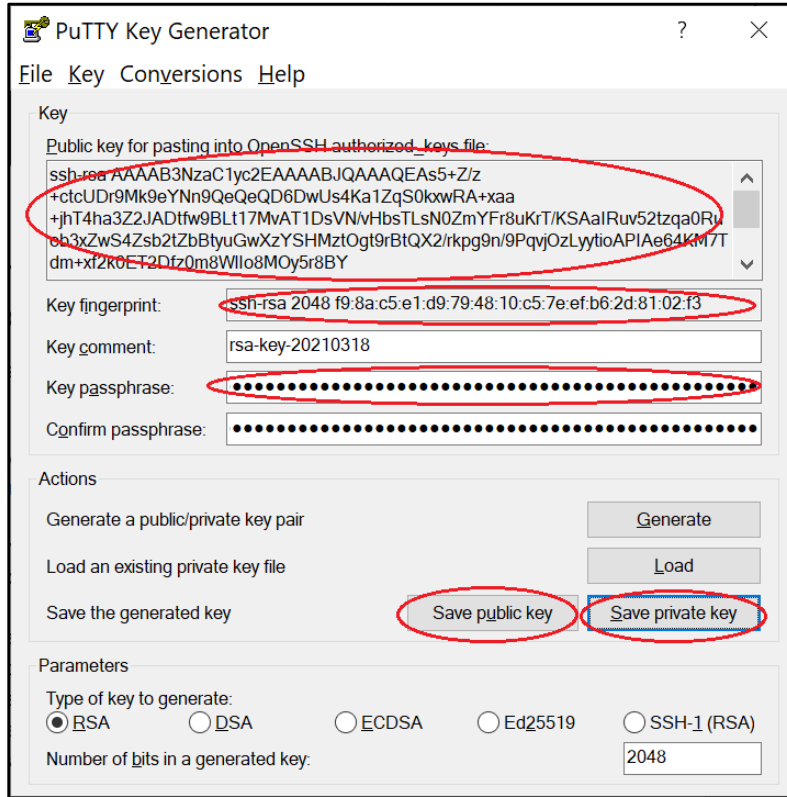 PuTTY Key Generator
File Key Conversions Help
Key
Public key for pasting into OpenSSH authorized_keys file:
ssh-rsa AAAAB3NzaC1yc2EAAAABJQAAAQEAs5+Z/z
+ctcUDr9Mk9eYNn9QeQeQD6DwUs4Ka1ZqS0kxwRA+xaa
+jhT4ha3Z2JADtfw9BLt17MvAT1DsVN/vHbsTLsN0ZmYFr8uKrT/KSAaIRuv52tzqa0Ru
ob3xZwS4Zsb2tZbBtyuGwXzYSHMztOgt9rBtQX2/rkpg9n/9PqvjOzLyytioAPIAe64KM7T
dm+xf2k0ET2Dfz0m8WIIo8MOy5r8BY
Key fingerprint: ssh-rsa 2048 f9:8a:c5:e1:d9:79:48:10:c5:7e:ef:b6:2d:81:02:f3
Key comment: rsa-key-20210318
Key passphrase:
Confirm passphrase:
Actions
Generate a public/private key pair Generate
Load an existing private key file Load
Save the generated key Save public key Save private key
Parameters
Type of key to generate:
RSA DSA ECDSA Ed25519 SSH-1 (RSA)
Number of bits in a generated key: 2048